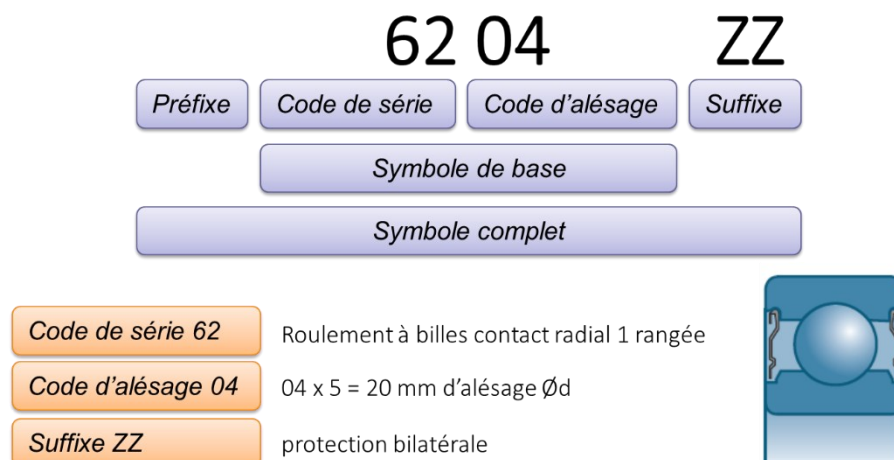 62 04 ZZ
Préfixe Code de série Code d'alésage Suffixe
Symbole de base
Symbole complet
Code de série 62 Roulement à billes contact radial 1 rangée
Code d'alésage 04 04 x 5 = 20 mm d'alésage Ød
Suffixe ZZ protection bilatérale